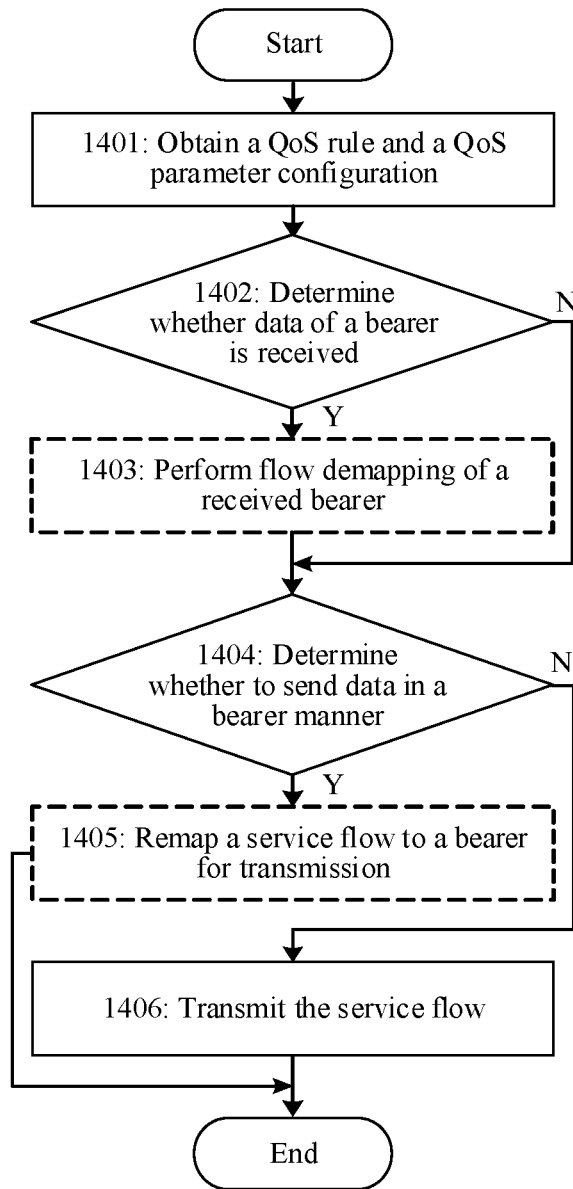 Start
1401: Obtain a QoS rule and a QoS
parameter configuration
1402: Determine
whether data of a bearer
is received
N
Y
1403: Perform flow demapping of a
received bearer
1404: Determine
whether to send data in a
bearer manner
N
Y
1405: Remap a service flow to a bearer
for transmission
1406: Transmit the service flow
End